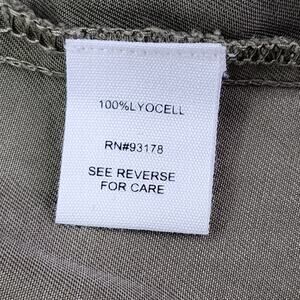 100%LYOCELL
RN#93178
SEE REVERSE
FOR CARE